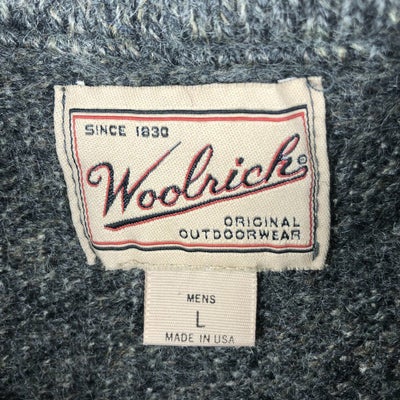 SINCE 1830
Woolrich®
ORIGINAL
OUTDOORWEAR
MENS
L
MADE IN USA